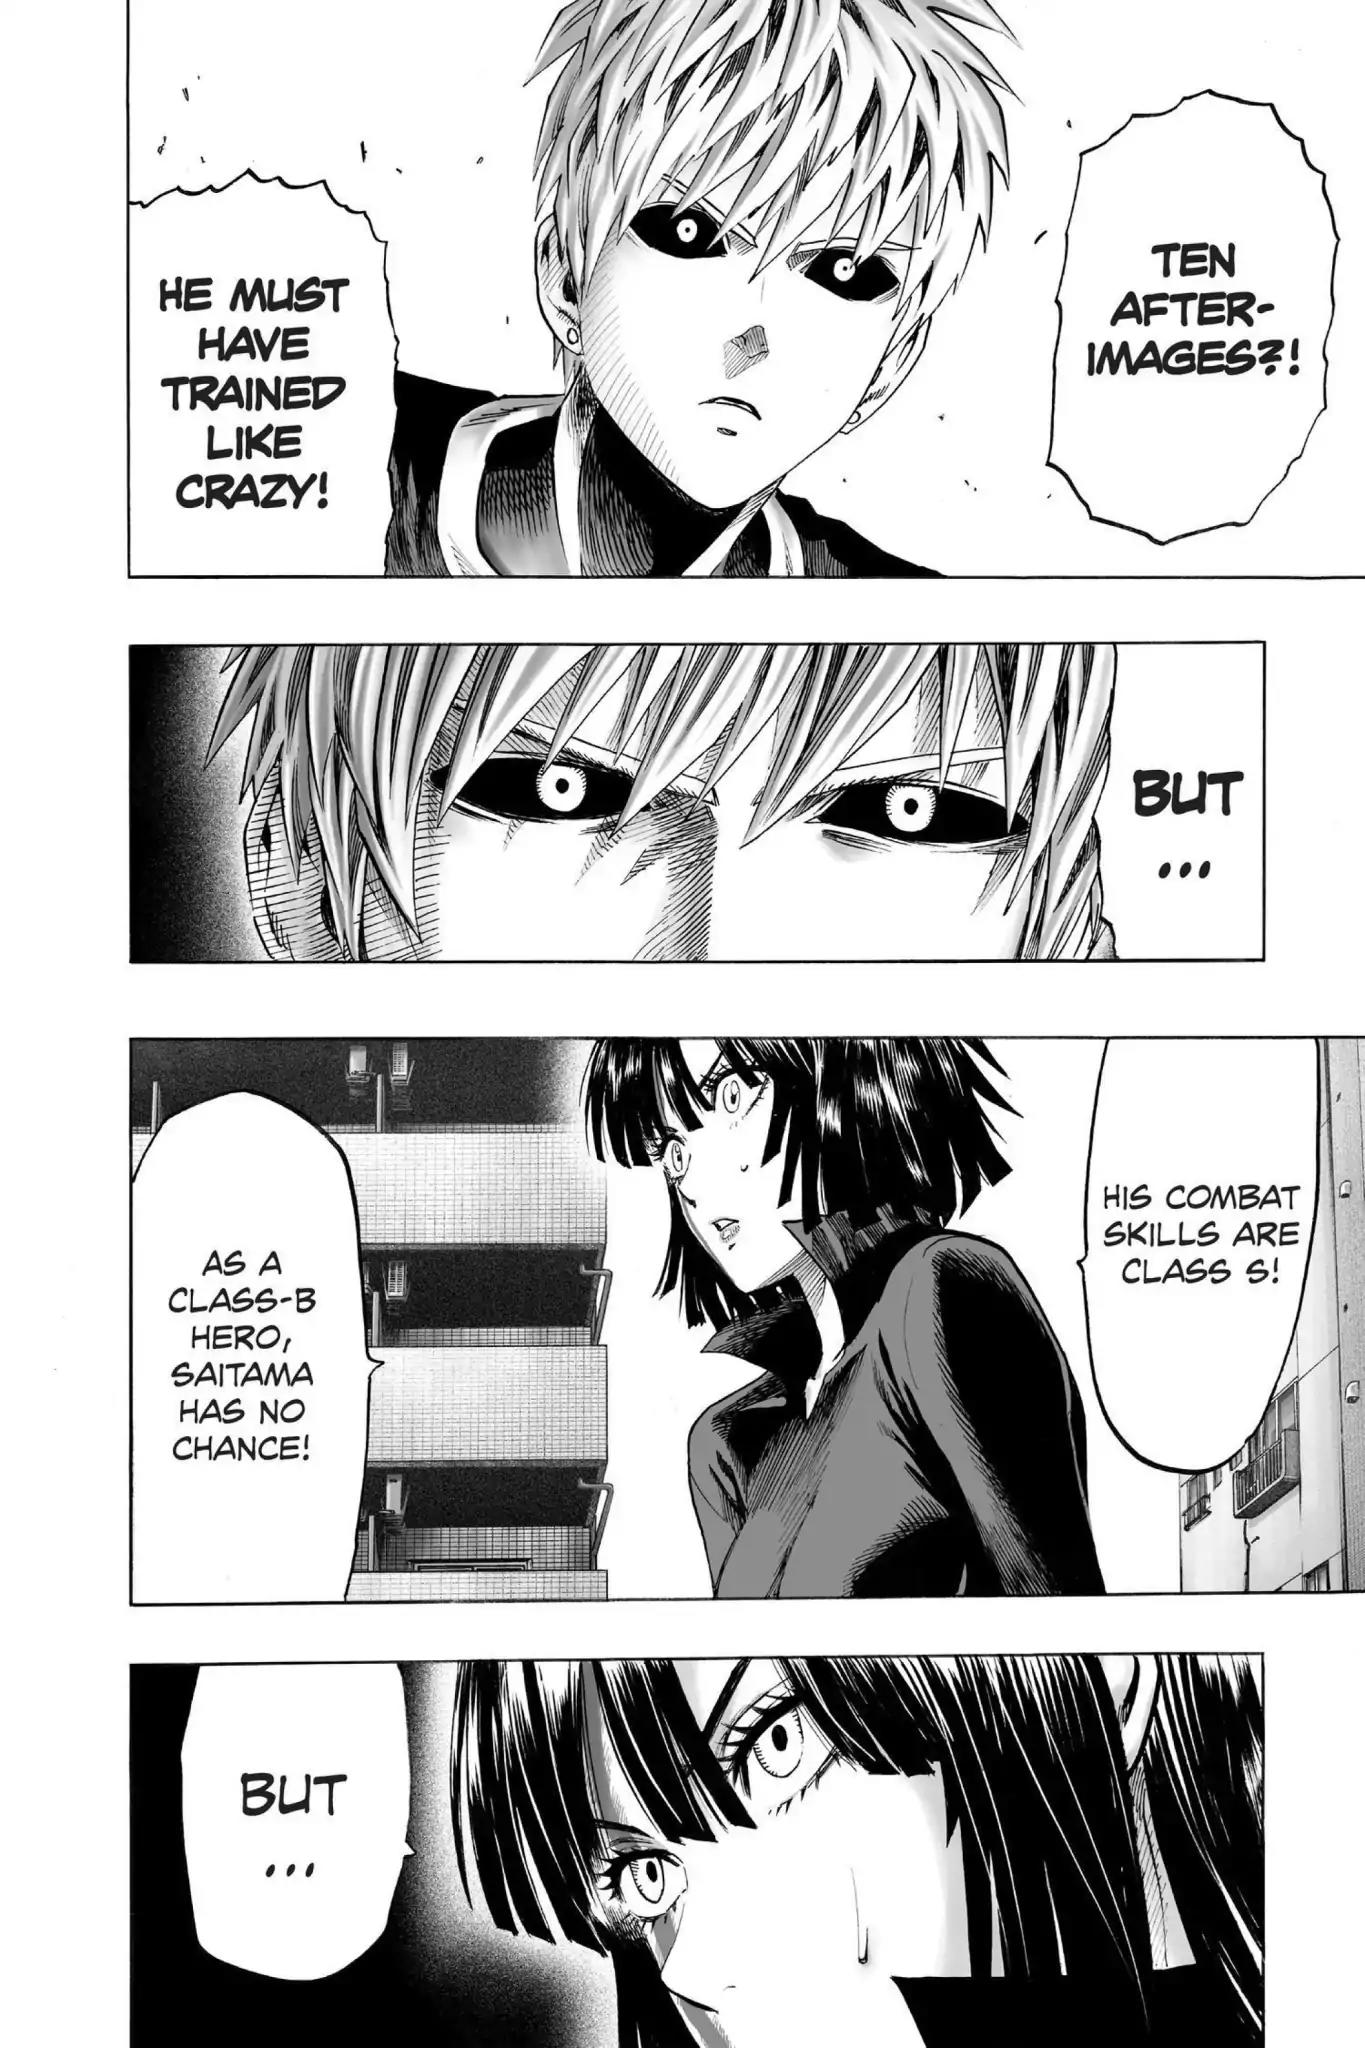 TEN
AFTER-
IMAGES?!
HE MUST
HAVE
TRAINED
LIKE
CRAZY!
BUT
...
HIS COMBAT
SKILLS ARE
CLASS S!
AS A
CLASS-B
HERO,
SAITAMA
HAS NO
CHANCE!
BUT
...